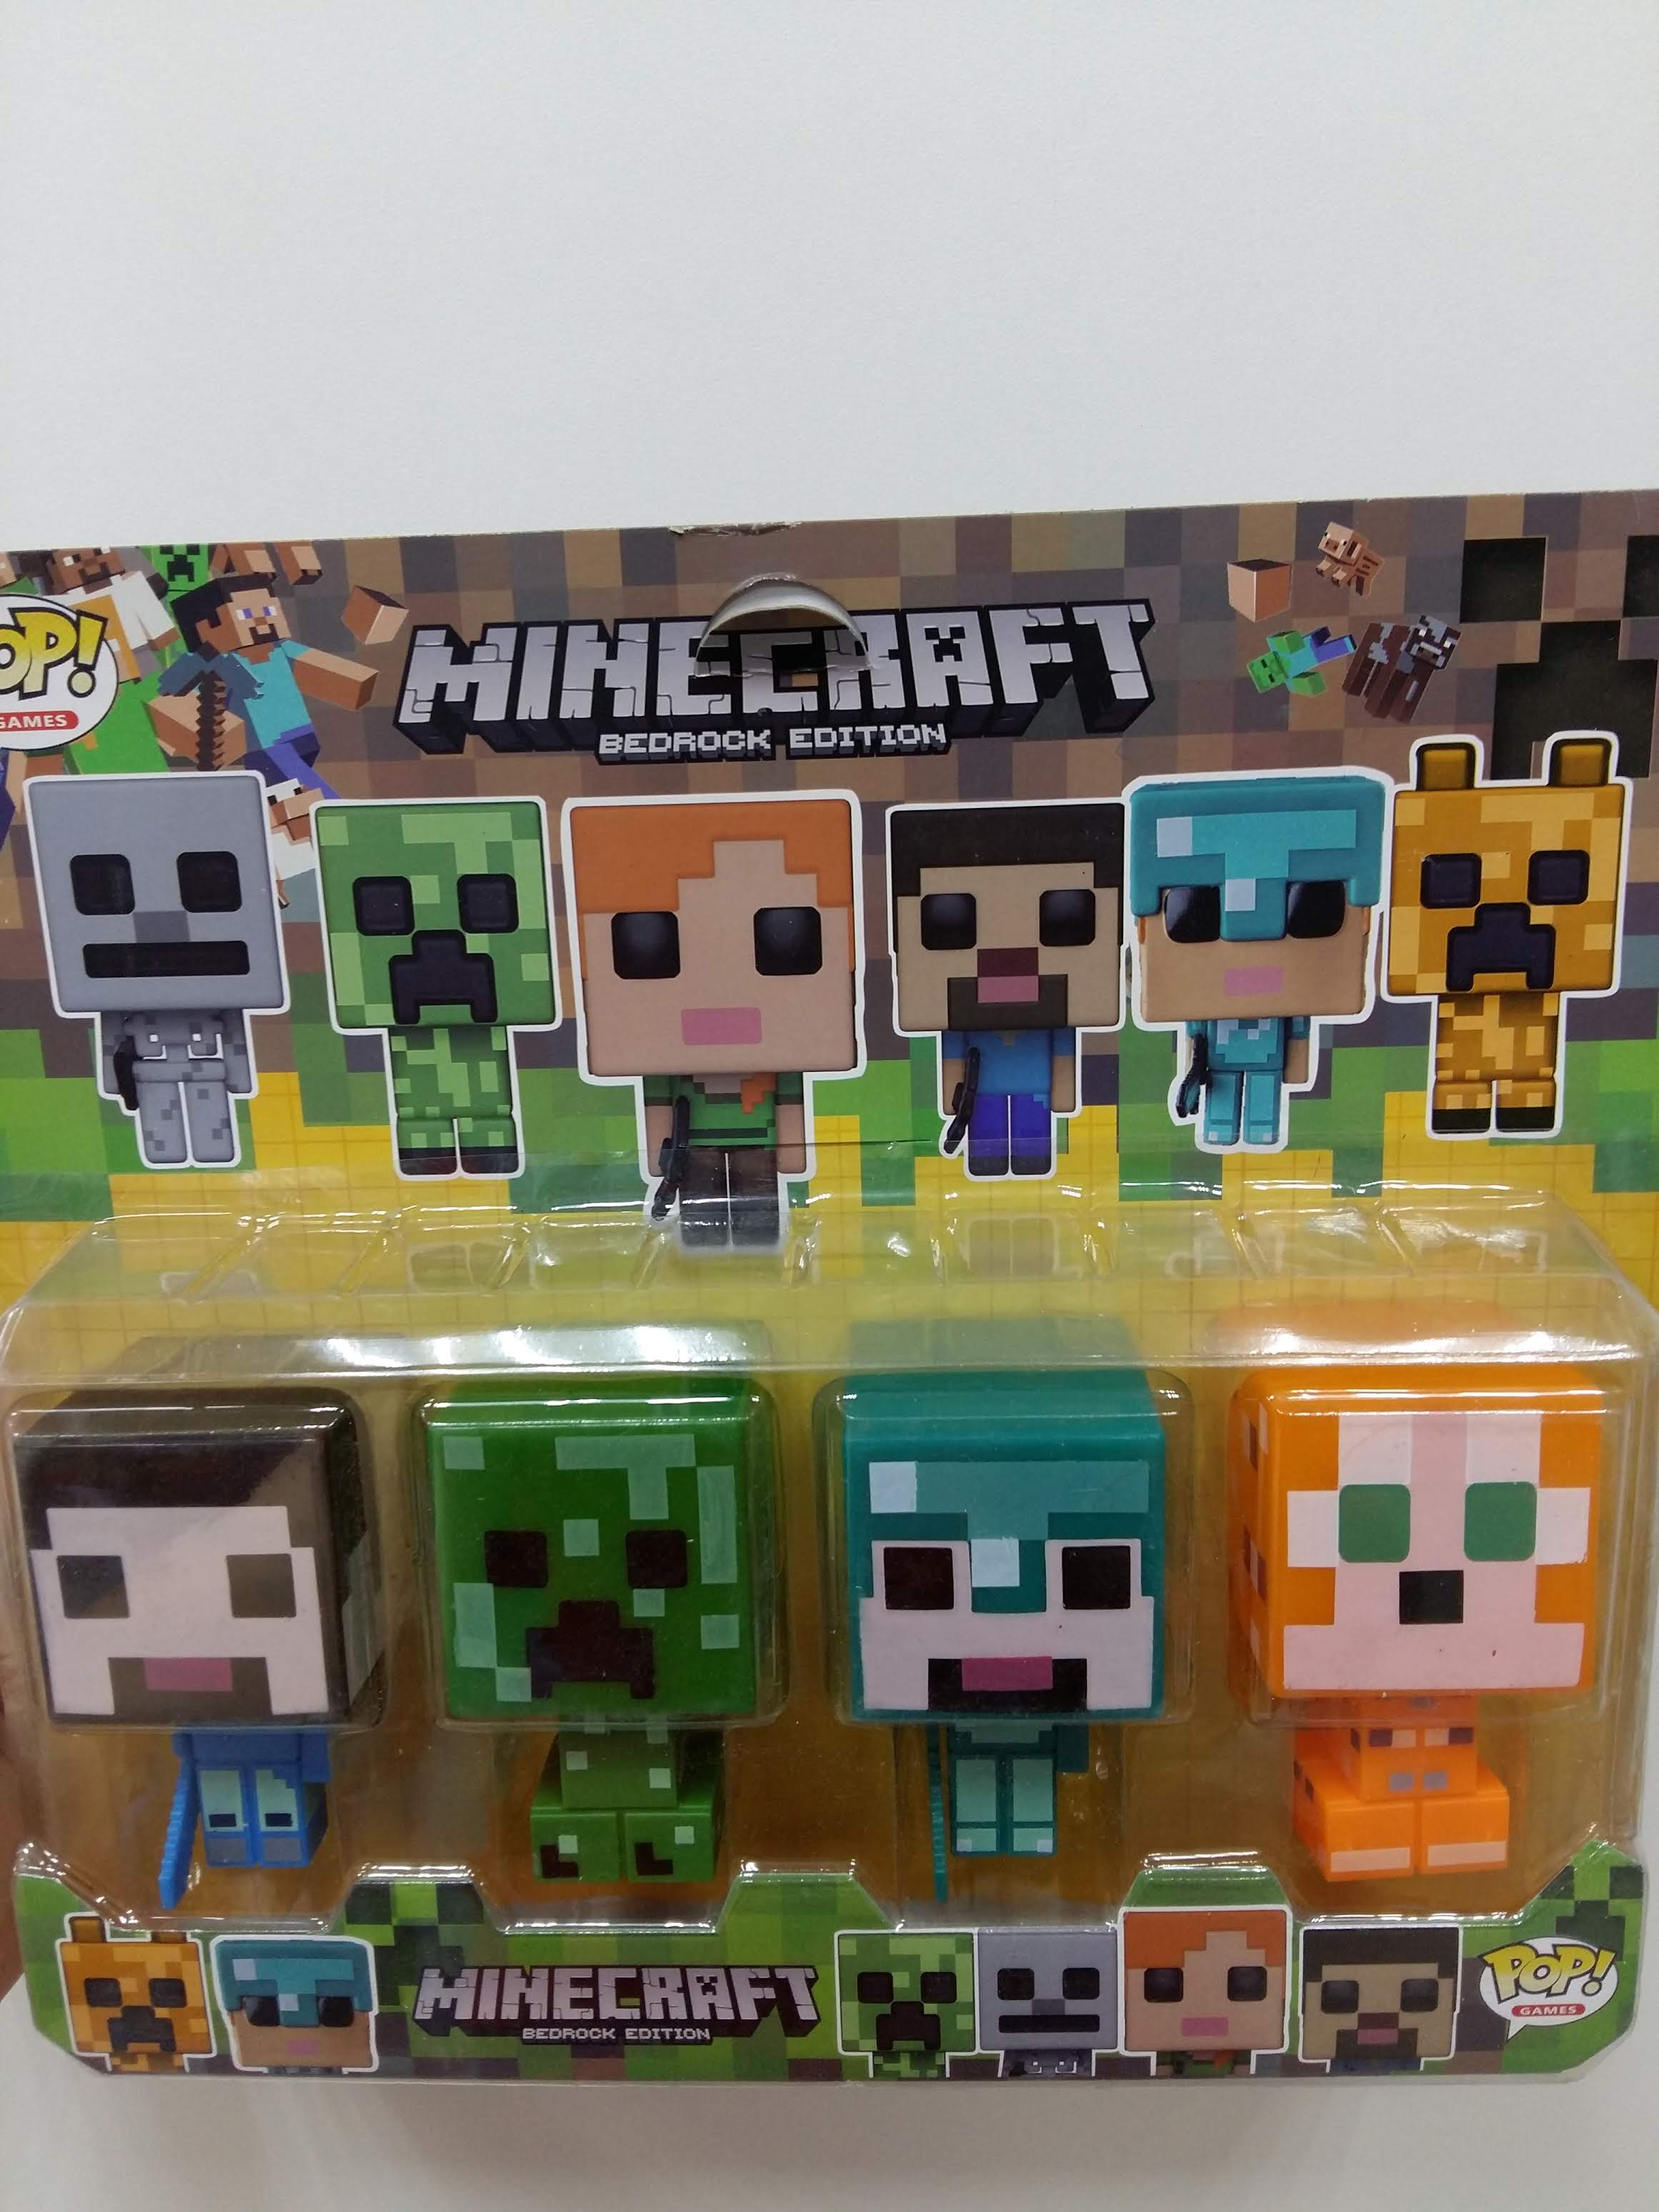 POP!
GAMES
MINECRAFT
BEDROCK EDITION
MINECRAFT
BEDROCK EDITION
POP!
GAMES